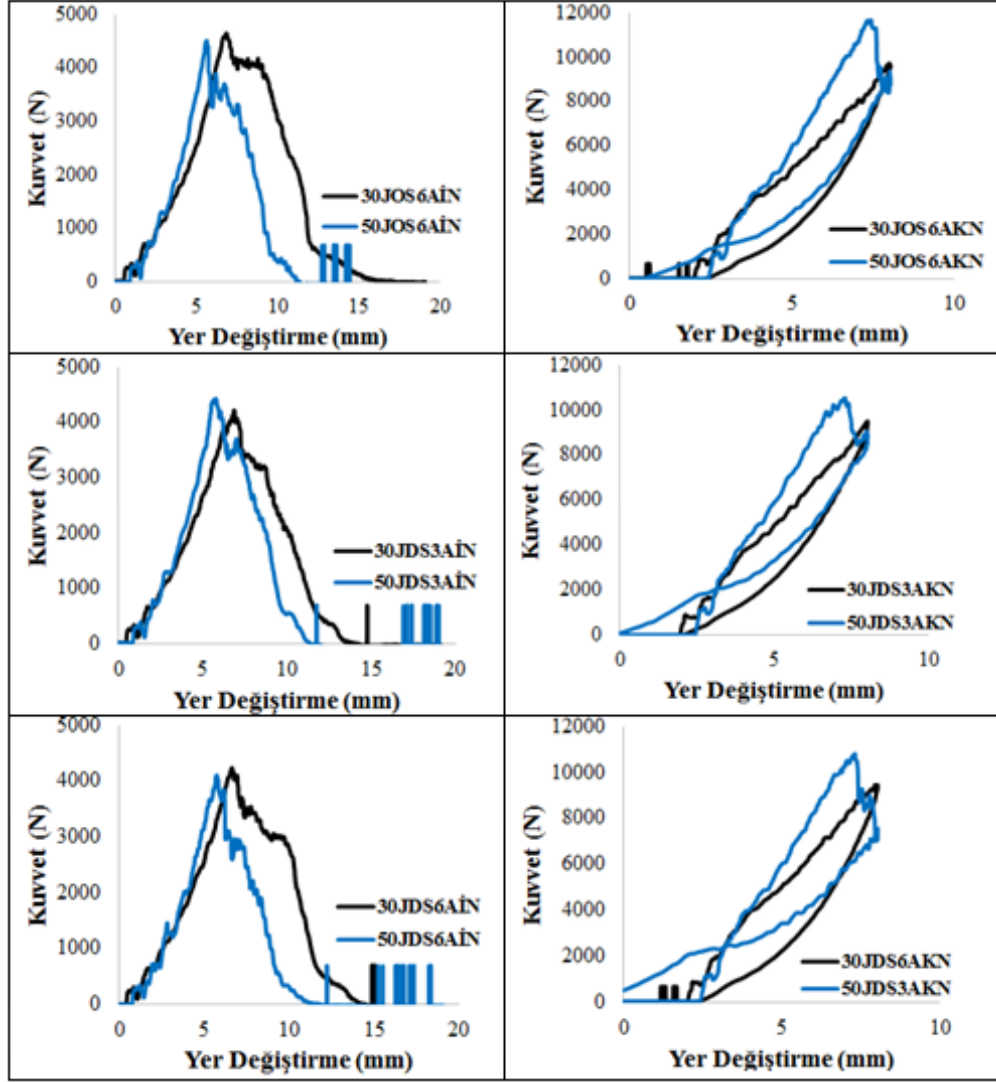 5000
4000
3000
2000
1000
0
Kuvvet (N)
30JOS6AİN
50JOS6AİN
0 5 10 15 20
Yer Değiştirme (mm)
12000
10000
8000
6000
4000
2000
0
Kuvvet (N)
30JOS6AKN
50JOS6AKN
0 5 10
Yer Değiştirme (mm)
5000
4000
3000
2000
1000
0
Kuvvet (N)
30JDS3AİN
50JDS3AİN
0 5 10 15 20
Yer Değiştirme (mm)
12000
10000
8000
6000
4000
2000
0
Kuvvet (N)
30JDS3AKN
50JDS3AKN
0 5 10
Yer Değiştirme (mm)
5000
4000
3000
2000
1000
0
Kuvvet (N)
30JDS6AİN
50JDS6AİN
0 5 10 15 20
Yer Değiştirme (mm)
12000
10000
8000
6000
4000
2000
0
Kuvvet (N)
30JDS6AKN
50JDS3AKN
0 5 10
Yer Değiştirme (mm)